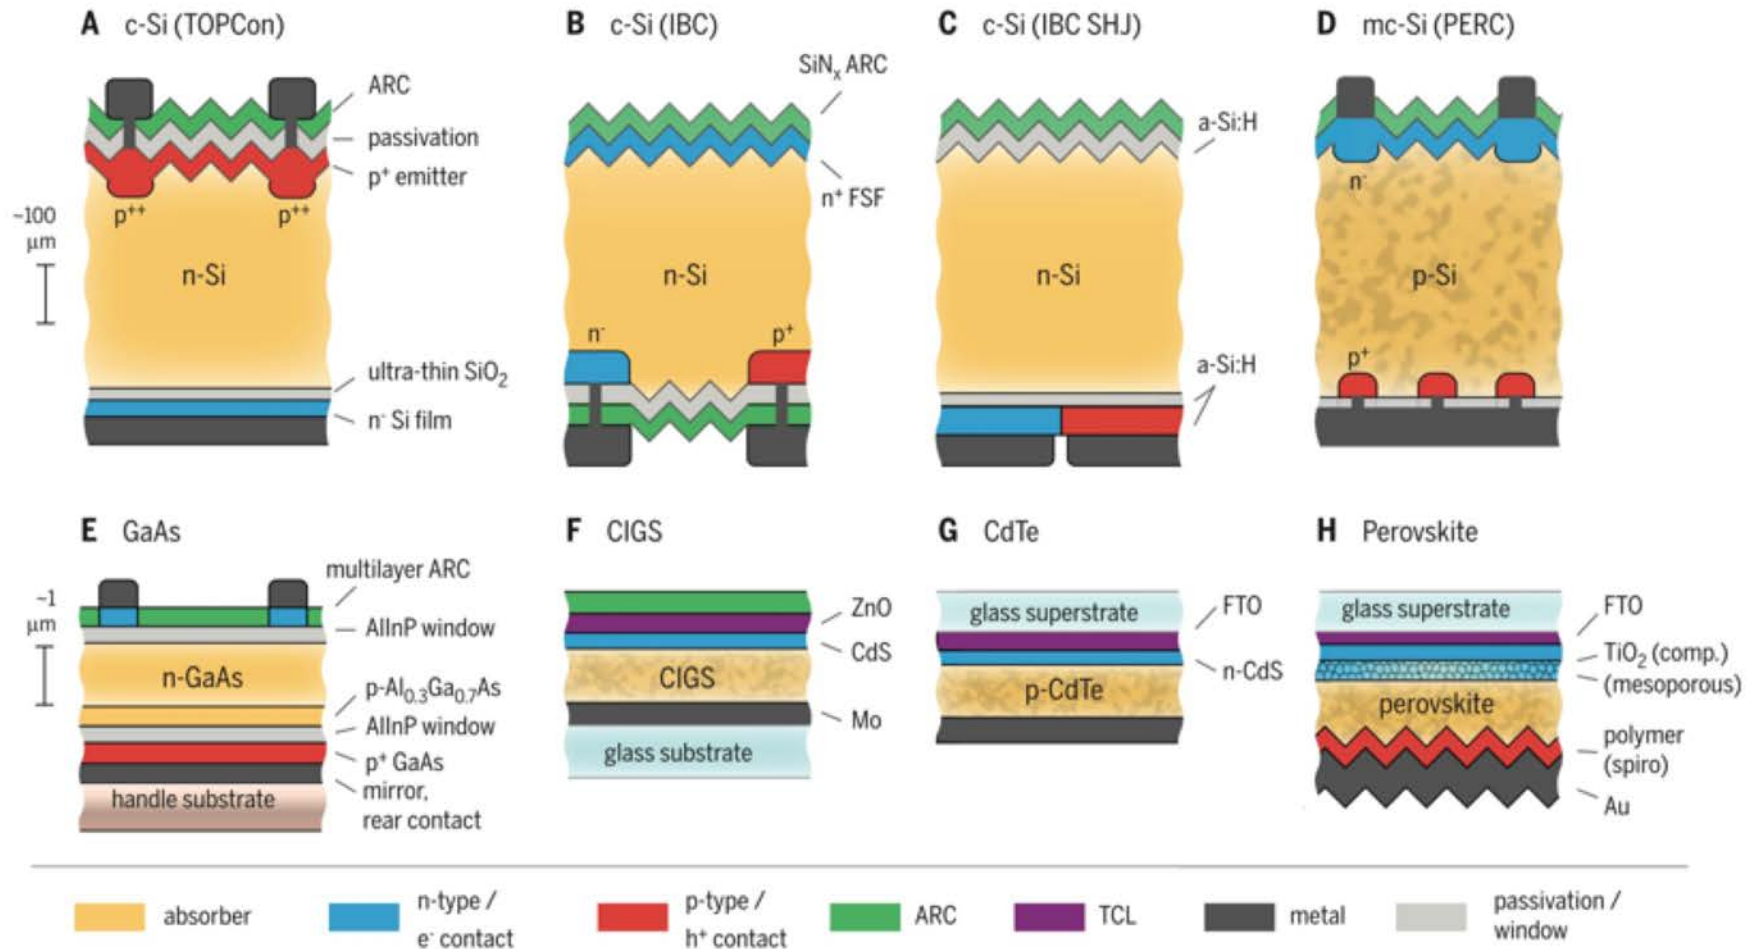 A c-Si (TOPCon)
ARC
passivation
p⁺ emitter
p⁺⁺
p⁺⁺
~100
μm
n-Si
ultra-thin SiO₂
n⁻ Si film
B c-Si (IBC)
SiNₓ ARC
n⁺ FSF
n-Si
n⁻
p⁺
C c-Si (IBC SHJ)
a-Si:H
n-Si
a-Si:H
D mc-Si (PERC)
n⁻
p-Si
p⁺
E GaAs
multilayer ARC
~1
μm
AlInP window
n-GaAs
p-Al₀.₃Ga₀.₇As
AlInP window
p⁺ GaAs
mirror,
rear contact
handle substrate
F CIGS
ZnO
CdS
CIGS
Mo
glass substrate
G CdTe
glass superstrate
FTO
n-CdS
p-CdTe
H Perovskite
glass superstrate
FTO
TiO₂ (comp.)
(mesoporous)
perovskite
polymer
(spiro)
Au
absorber
n-type /
e⁻ contact
p-type /
h⁺ contact
ARC
TCL
metal
passivation /
window